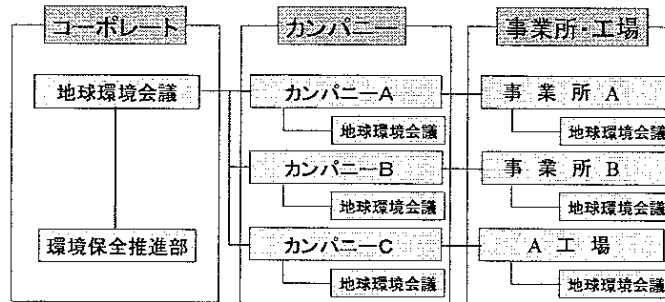 コーポレート
カンパニー
事業所・工場
地球環境会議
カンパニーA
事業所A
地球環境会議
地球環境会議
カンパニーB
事業所B
地球環境会議
地球環境会議
環境保全推進部
カンパニーC
A工場
地球環境会議
地球環境会議